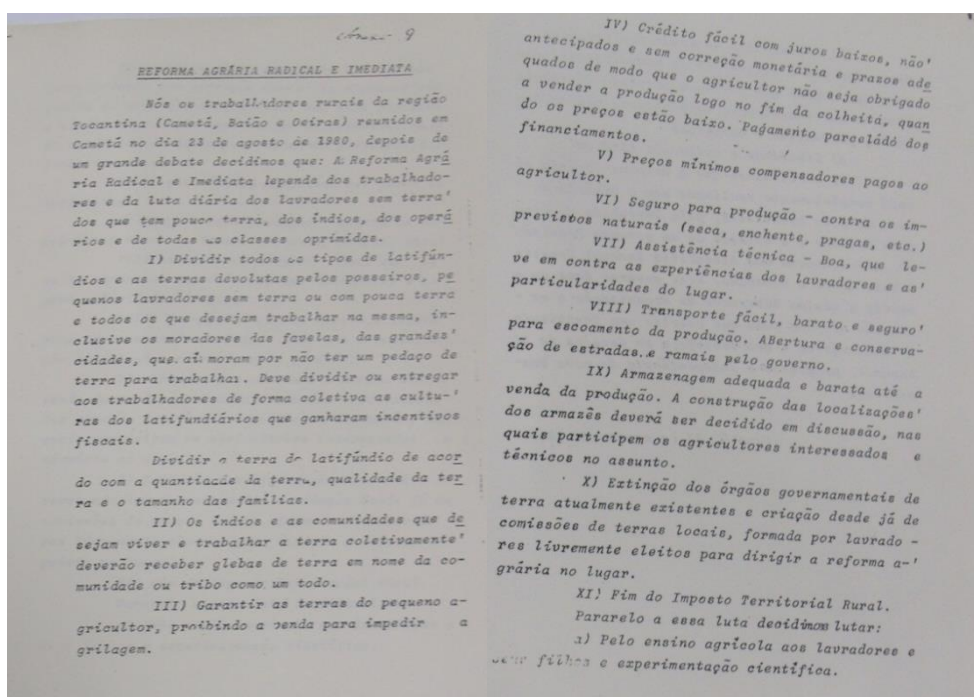 9
REFORMA AGRÁRIA RADICAL E IMEDIATA
Nós os trabalhadores rurais da região
Tocantina (Cametá, Baião e Oeiras) reunidos em
Cametá no dia 23 de agosto de 1980, depois de
um grande debate decidimos que: A Reforma Agrá
ria Radical e Imediata depende dos trabalhado-
res e da luta diária dos lavradores sem terra'
dos que tem pouca terra, dos índios, dos operá
rios e de todas as classes oprimidas.
I) Dividir todos os tipos de latifún-
dios e as terras devolutas pelos posseiros, pe
quenos lavradores sem terra ou com pouca terra
e todos os que desejam trabalhar na mesma, in-
clusive os moradores das favelas, das grandes'
cidades, que aí moram por não ter um pedaço de
terra para trabalhar. Deve dividir ou entregar
aos trabalhadores de forma coletiva as cultu-'
ras dos latifundiários que ganharam incentivos
fiscais.
Dividir a terra do latifúndio de acor
do com a quantidade da terra, qualidade da ter
ra e o tamanho das famílias.
II) Os índios e as comunidades que de
sejam viver e trabalhar a terra coletivamente'
deverão receber glebas de terra em nome da co-
munidade ou tribo como um todo.
III) Garantir as terras do pequeno a-
gricultor, proibindo a venda para impedir a
grilagem.
IV) Crédito fácil com juros baixos, não'
antecipados e sem correção monetária e prazos ade
quados de modo que o agricultor não seja obrigado
a vender a produção logo no fim da colheita, quan
do os preços estão baixo. Pagamento parcelado dos
financiamentos.
V) Preços mínimos compensadores pagos ao
agricultor.
VI) Seguro para produção - contra os im-
previstos naturais (seca, enchente, pragas, etc.)
VII) Assistência técnica - Boa, que le-
ve em contra as experiências dos lavradores e as'
particularidades do lugar.
VIII) Transporte fácil, barato e seguro'
para escoamento da produção. ABertura e conserva-
ção de estradas e ramais pelo governo.
IX) Armazenagem adequada e barata até a
venda da produção. A construção das localizações'
dos armazês deverá ser decidido em discussão, nas
quais participem os agricultores interessados e
técnicos no assunto.
X) Extinção dos órgãos governamentais de
terra atualmente existentes e criação desde já de
comissões de terras locais, formada por lavrado -
res livremente eleitos para dirigir a reforma a-'
grária no lugar.
XI) Fim do Imposto Territorial Rural.
Pararelo a essa luta decidimos lutar:
a) Pelo ensino agrícola aos lavradores e
seus filhos e experimentação científica.